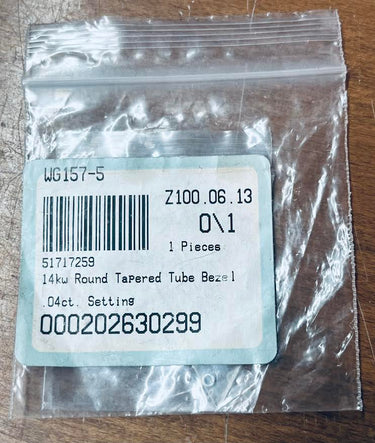 WG157-5
Z100.06.13
0\1
1 Pieces
51717259
14kw Round Tapered Tube Bezel
.04ct. Setting
000202630299